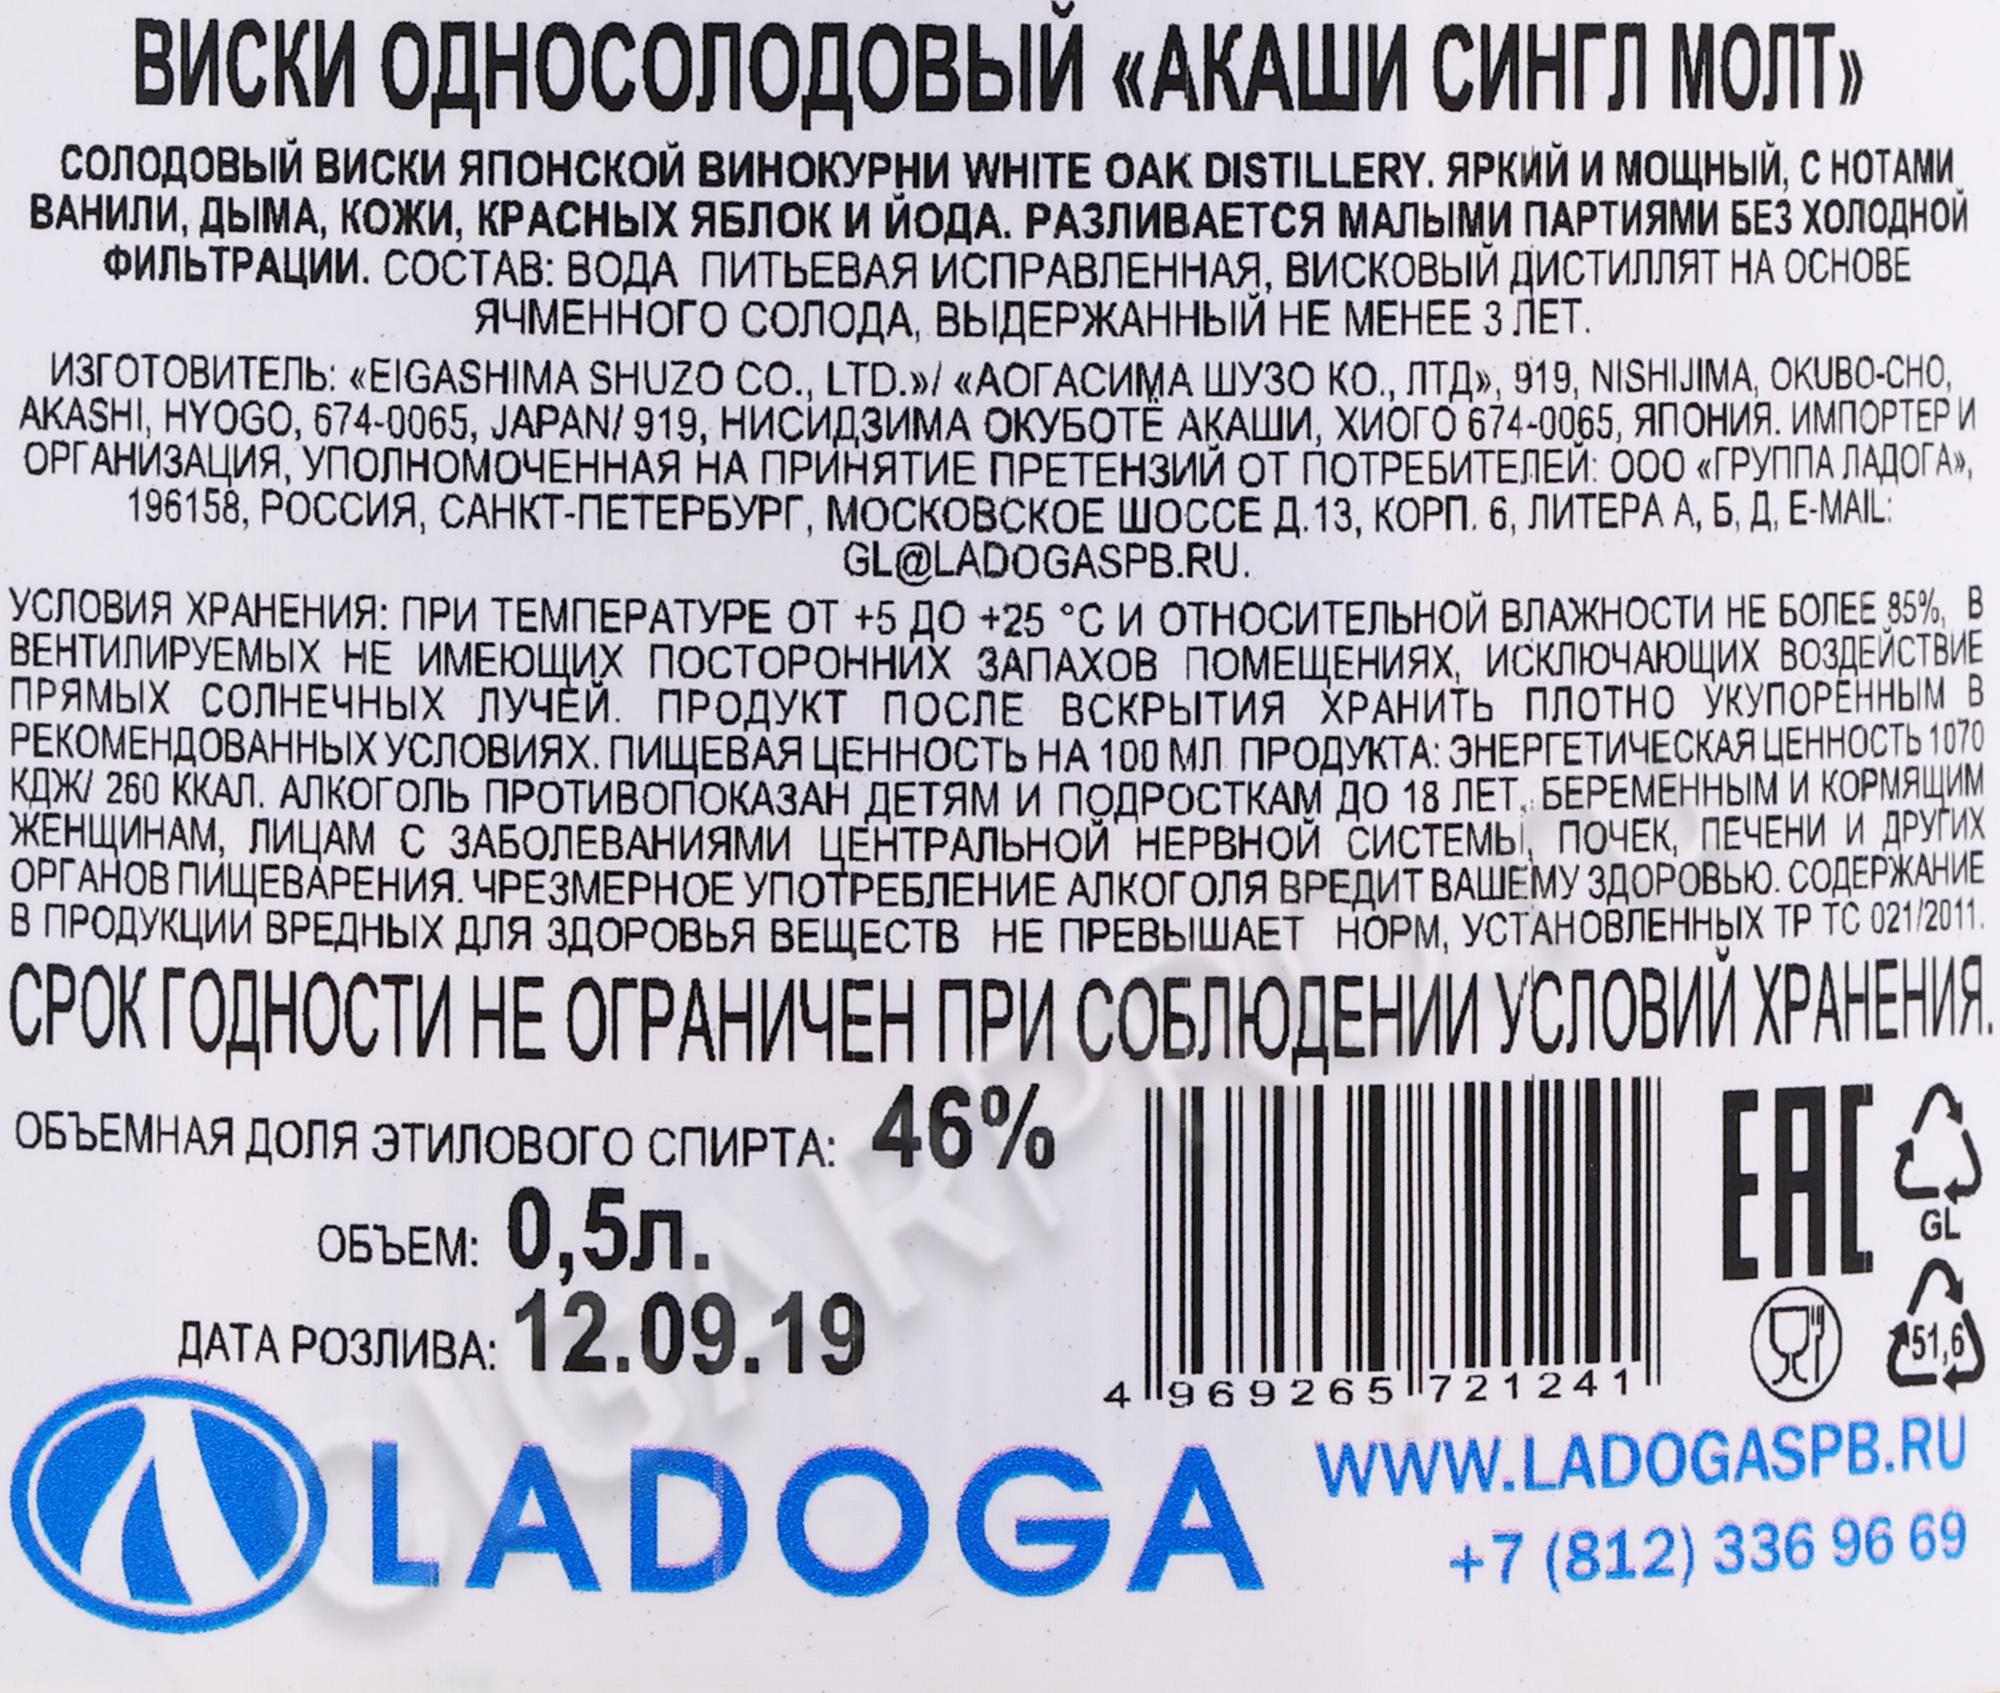 ВИСКИ ОДНОСОЛОДОВЫЙ «АКАШИ СИНГЛ МОЛТ»
СОЛОДОВЫЙ ВИСКИ ЯПОНСКОЙ ВИНОКУРНИ WHITE OAK DISTILLERY. ЯРКИЙ И МОЩНЫЙ, С НОТАМИ
ВАНИЛИ, ДЫМА, КОЖИ, КРАСНЫХ ЯБЛОК И ЙОДА. РАЗЛИВАЕТСЯ МАЛЫМИ ПАРТИЯМИ БЕЗ ХОЛОДНОЙ
ФИЛЬТРАЦИИ. СОСТАВ: ВОДА ПИТЬЕВАЯ ИСПРАВЛЕННАЯ, ВИСКОВЫЙ ДИСТИЛЛЯТ НА ОСНОВЕ
ЯЧМЕННОГО СОЛОДА, ВЫДЕРЖАННЫЙ НЕ МЕНЕЕ 3 ЛЕТ.
ИЗГОТОВИТЕЛЬ: «EIGASHIMA SHUZO CO., LTD.»/ «АОГАСИМА ШУЗО КО., ЛТД», 919, NISHIJIMA, OKUBO-CHO,
AKASHI, HYOGO, 674-0065, JAPAN/ 919, НИСИДЗИМА ОКУБОТЁ АКАШИ, ХИОГО 674-0065, ЯПОНИЯ. ИМПОРТЕР И
ОРГАНИЗАЦИЯ, УПОЛНОМОЧЕННАЯ НА ПРИНЯТИЕ ПРЕТЕНЗИЙ ОТ ПОТРЕБИТЕЛЕЙ: ООО «ГРУППА ЛАДОГА»,
196158, РОССИЯ, САНКТ-ПЕТЕРБУРГ, МОСКОВСКОЕ ШОССЕ Д.13, КОРП. 6, ЛИТЕРА А, Б, Д, E-MAIL:
GL@LADOGASPB.RU.
УСЛОВИЯ ХРАНЕНИЯ: ПРИ ТЕМПЕРАТУРЕ ОТ +5 ДО +25 °С И ОТНОСИТЕЛЬНОЙ ВЛАЖНОСТИ НЕ БОЛЕЕ 85%, В
ВЕНТИЛИРУЕМЫХ НЕ ИМЕЮЩИХ ПОСТОРОННИХ ЗАПАХОВ ПОМЕЩЕНИЯХ, ИСКЛЮЧАЮЩИХ ВОЗДЕЙСТВИЕ
ПРЯМЫХ СОЛНЕЧНЫХ ЛУЧЕЙ. ПРОДУКТ ПОСЛЕ ВСКРЫТИЯ ХРАНИТЬ ПЛОТНО УКУПОРЕННЫМ В
РЕКОМЕНДОВАННЫХ УСЛОВИЯХ. ПИЩЕВАЯ ЦЕННОСТЬ НА 100 МЛ ПРОДУКТА: ЭНЕРГЕТИЧЕСКАЯ ЦЕННОСТЬ 1070
КДЖ/ 260 ККАЛ. АЛКОГОЛЬ ПРОТИВОПОКАЗАН ДЕТЯМ И ПОДРОСТКАМ ДО 18 ЛЕТ, БЕРЕМЕННЫМ И КОРМЯЩИМ
ЖЕНЩИНАМ, ЛИЦАМ С ЗАБОЛЕВАНИЯМИ ЦЕНТРАЛЬНОЙ НЕРВНОЙ СИСТЕМЫ, ПОЧЕК, ПЕЧЕНИ И ДРУГИХ
ОРГАНОВ ПИЩЕВАРЕНИЯ. ЧРЕЗМЕРНОЕ УПОТРЕБЛЕНИЕ АЛКОГОЛЯ ВРЕДИТ ВАШЕМУ ЗДОРОВЬЮ. СОДЕРЖАНИЕ
В ПРОДУКЦИИ ВРЕДНЫХ ДЛЯ ЗДОРОВЬЯ ВЕЩЕСТВ НЕ ПРЕВЫШАЕТ НОРМ, УСТАНОВЛЕННЫХ ТР ТС 021/2011.
СРОК ГОДНОСТИ НЕ ОГРАНИЧЕН ПРИ СОБЛЮДЕНИИ УСЛОВИЙ ХРАНЕНИЯ.
ОБЪЕМНАЯ ДОЛЯ ЭТИЛОВОГО СПИРТА: 46%
ОБЪЕМ: 0,5л.
ДАТА РОЗЛИВА: 12.09.19
4 969265 721241
EAC
GL
51,6
LADOGA
WWW.LADOGASPB.RU
+7 (812) 336 96 69